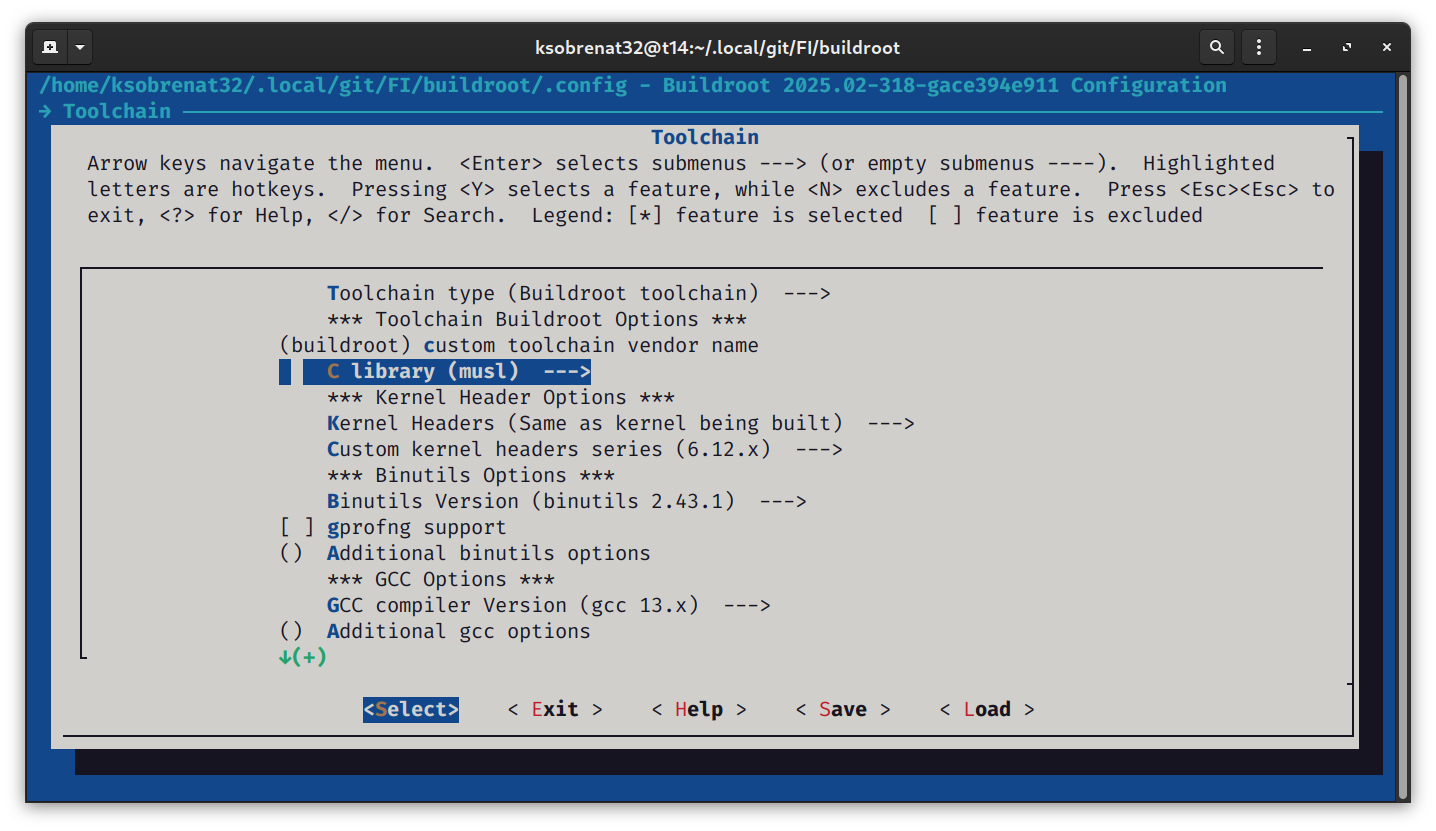 ksobrenat32@t14:~/.local/git/FI/buildroot
/home/ksobrenat32/.local/git/FI/buildroot/.config - Buildroot 2025.02-318-gace394e911 Configuration
→ Toolchain
Toolchain
Arrow keys navigate the menu.  <Enter> selects submenus ---> (or empty submenus ----).  Highlighted
letters are hotkeys.  Pressing <Y> selects a feature, while <N> excludes a feature.  Press <Esc><Esc> to
exit, <?> for Help, </> for Search.  Legend: [*] feature is selected  [ ] feature is excluded
Toolchain type (Buildroot toolchain)  --->
*** Toolchain Buildroot Options ***
(buildroot) custom toolchain vendor name
C library (musl)  --->
*** Kernel Header Options ***
Kernel Headers (Same as kernel being built)  --->
Custom kernel headers series (6.12.x)  --->
*** Binutils Options ***
Binutils Version (binutils 2.43.1)  --->
[ ] gprofng support
()  Additional binutils options
*** GCC Options ***
GCC compiler Version (gcc 13.x)  --->
()  Additional gcc options
↓(+)
<Select>    < Exit >    < Help >    < Save >    < Load >